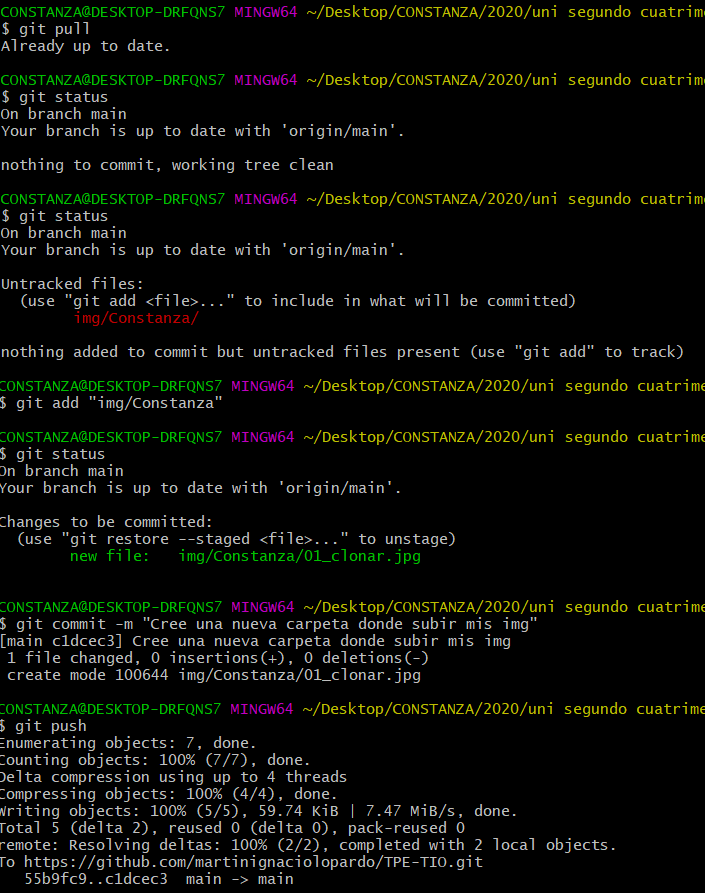 CONSTANZA@DESKTOP-DRFQNS7 MINGW64 ~/Desktop/CONSTANZA/2020/uni segundo cuatrime
$ git pull
Already up to date.
CONSTANZA@DESKTOP-DRFQNS7 MINGW64 ~/Desktop/CONSTANZA/2020/uni segundo cuatrime
$ git status
On branch main
Your branch is up to date with 'origin/main'.
nothing to commit, working tree clean
CONSTANZA@DESKTOP-DRFQNS7 MINGW64 ~/Desktop/CONSTANZA/2020/uni segundo cuatrime
$ git status
On branch main
Your branch is up to date with 'origin/main'.
Untracked files:
(use "git add <file>..." to include in what will be committed)
img/Constanza/
nothing added to commit but untracked files present (use "git add" to track)
CONSTANZA@DESKTOP-DRFQNS7 MINGW64 ~/Desktop/CONSTANZA/2020/uni segundo cuatrime
$ git add "img/Constanza"
CONSTANZA@DESKTOP-DRFQNS7 MINGW64 ~/Desktop/CONSTANZA/2020/uni segundo cuatrime
$ git status
On branch main
Your branch is up to date with 'origin/main'.
Changes to be committed:
(use "git restore --staged <file>..." to unstage)
new file:   img/Constanza/01_clonar.jpg
CONSTANZA@DESKTOP-DRFQNS7 MINGW64 ~/Desktop/CONSTANZA/2020/uni segundo cuatrime
$ git commit -m "Cree una nueva carpeta donde subir mis img"
[main c1dcec3] Cree una nueva carpeta donde subir mis img
1 file changed, 0 insertions(+), 0 deletions(-)
create mode 100644 img/Constanza/01_clonar.jpg
CONSTANZA@DESKTOP-DRFQNS7 MINGW64 ~/Desktop/CONSTANZA/2020/uni segundo cuatrime
$ git push
Enumerating objects: 7, done.
Counting objects: 100% (7/7), done.
Delta compression using up to 4 threads
Compressing objects: 100% (4/4), done.
Writing objects: 100% (5/5), 59.74 KiB | 7.47 MiB/s, done.
Total 5 (delta 2), reused 0 (delta 0), pack-reused 0
remote: Resolving deltas: 100% (2/2), completed with 2 local objects.
To https://github.com/martinignaciolopardo/TPE-TIO.git
55b9fc9..c1dcec3  main -> main